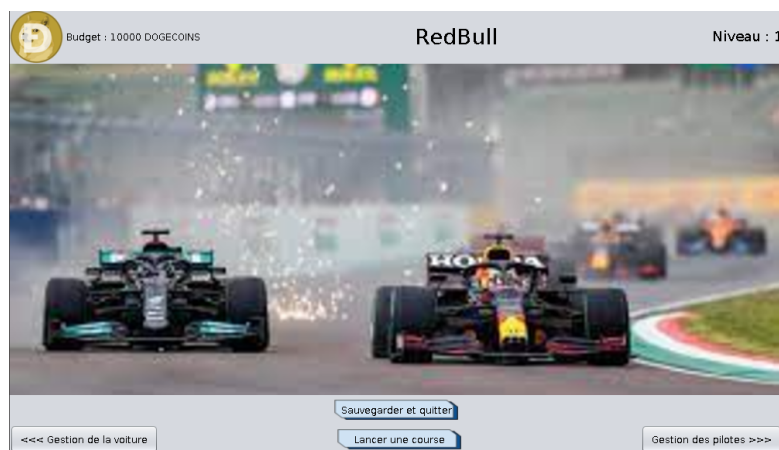 Budget : 10000 DOGECOINS
RedBull
Niveau : 1
HONDA
Sauvegarder et quitter
<<< Gestion de la voiture
Lancer une course
Gestion des pilotes >>>